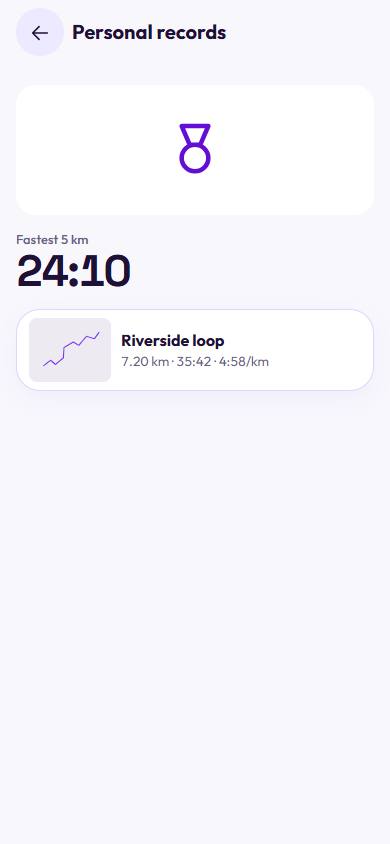 Personal records
Fastest 5 km
24:10
Riverside loop
7.20 km · 35:42 · 4:58/km